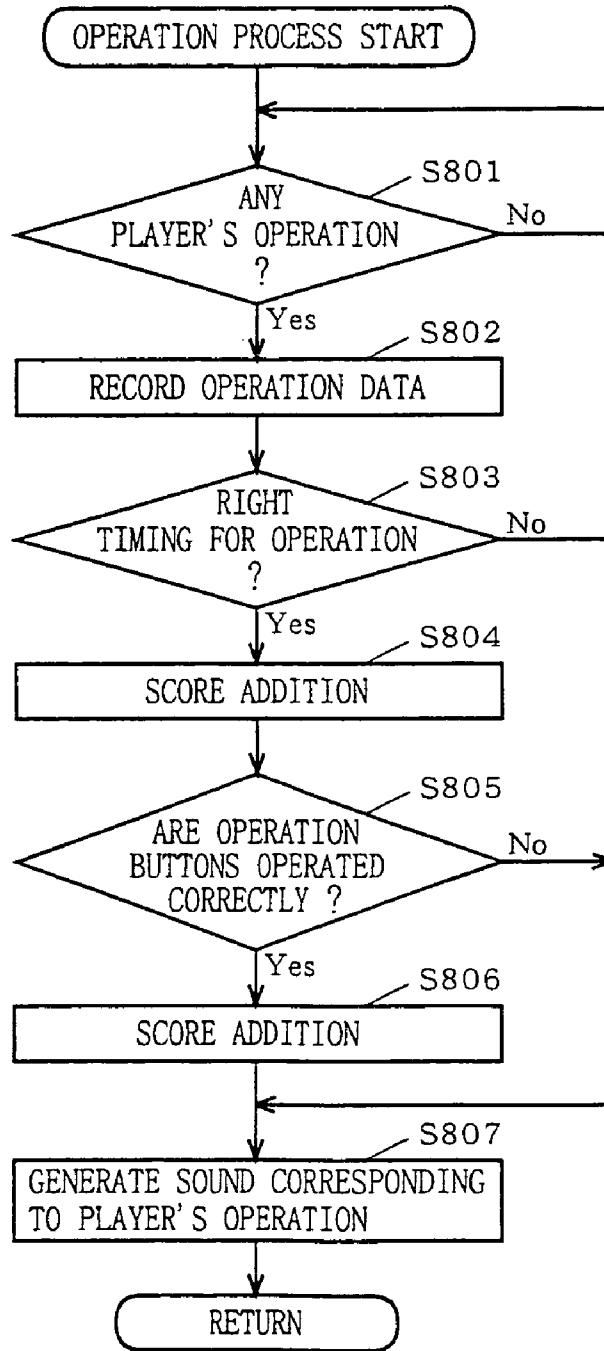 OPERATION PROCESS START
S801
ANY
PLAYER'S OPERATION
?
No
Yes
S802
RECORD OPERATION DATA
S803
RIGHT
TIMING FOR OPERATION
?
No
Yes
S804
SCORE ADDITION
S805
ARE OPERATION
BUTTONS OPERATED
CORRECTLY ?
No
Yes
S806
SCORE ADDITION
S807
GENERATE SOUND CORRESPONDING
TO PLAYER'S OPERATION
RETURN